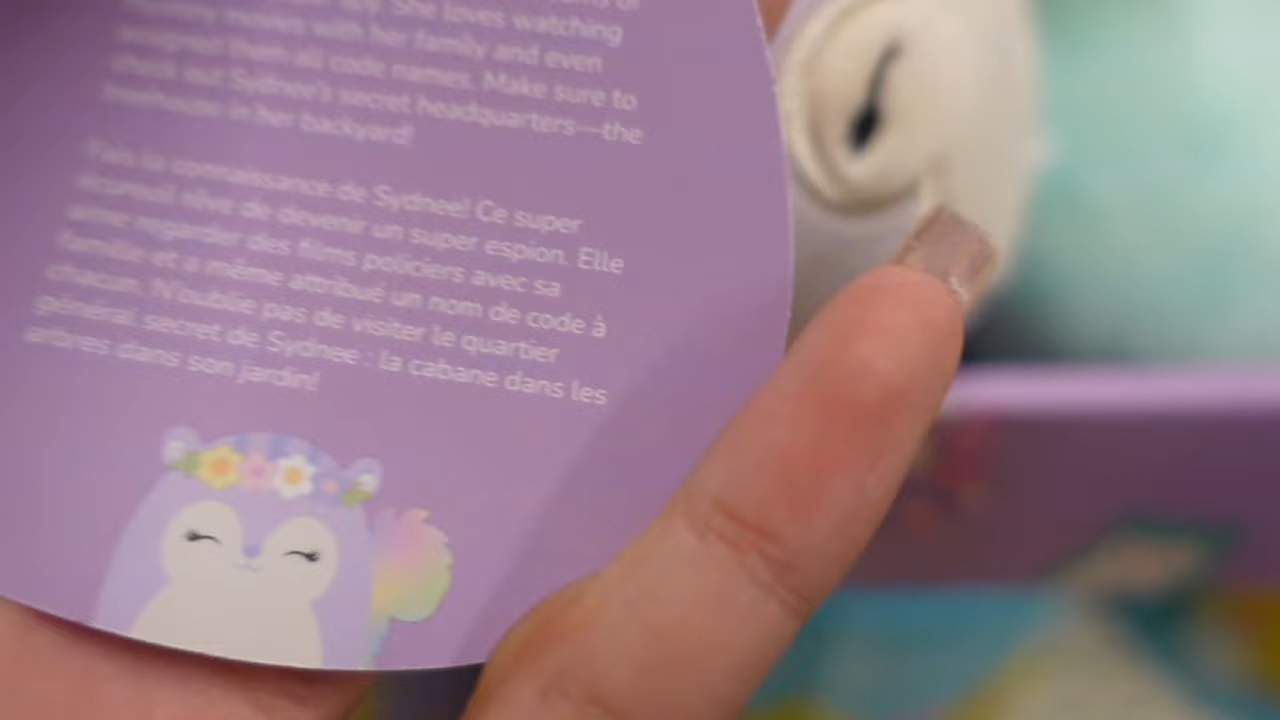 She loves watching
movies with her family and even
assigned them all code names. Make sure to
check out Sydnee's secret headquarters—the
treehouse in her backyard!
Fais la connaissance de Sydnee! Ce super
écureuil rêve de devenir un super espion. Elle
aime regarder des films policiers avec sa
famille et a même attribué un nom de code à
chacun. N'oublie pas de visiter le quartier
général secret de Sydnee : la cabane dans les
arbres dans son jardin!